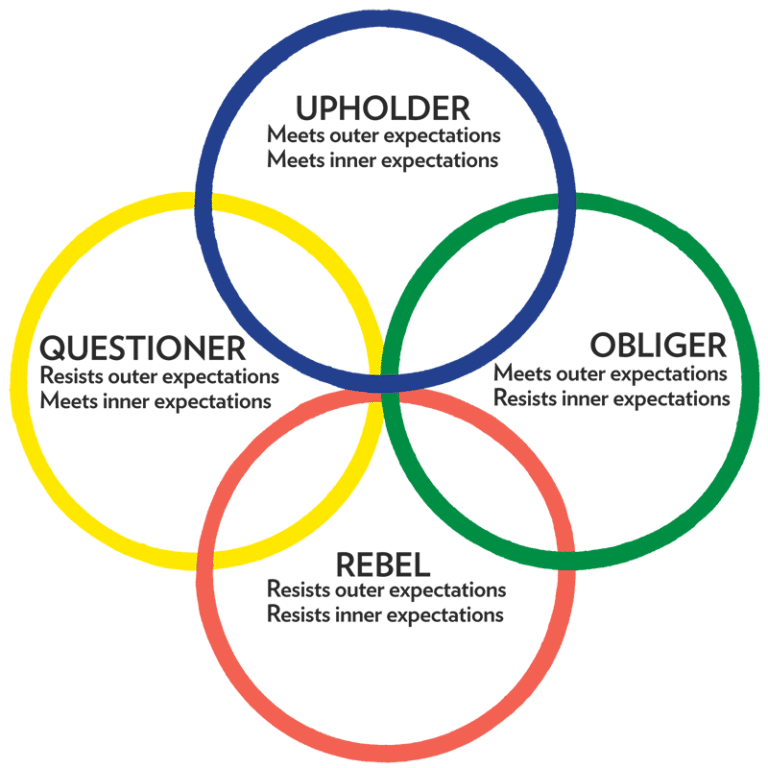 UPHOLDER
Meets outer expectations
Meets inner expectations
QUESTIONER
Resists outer expectations
Meets inner expectations
OBLIGER
Meets outer expectations
Resists inner expectations
REBEL
Resists outer expectations
Resists inner expectations